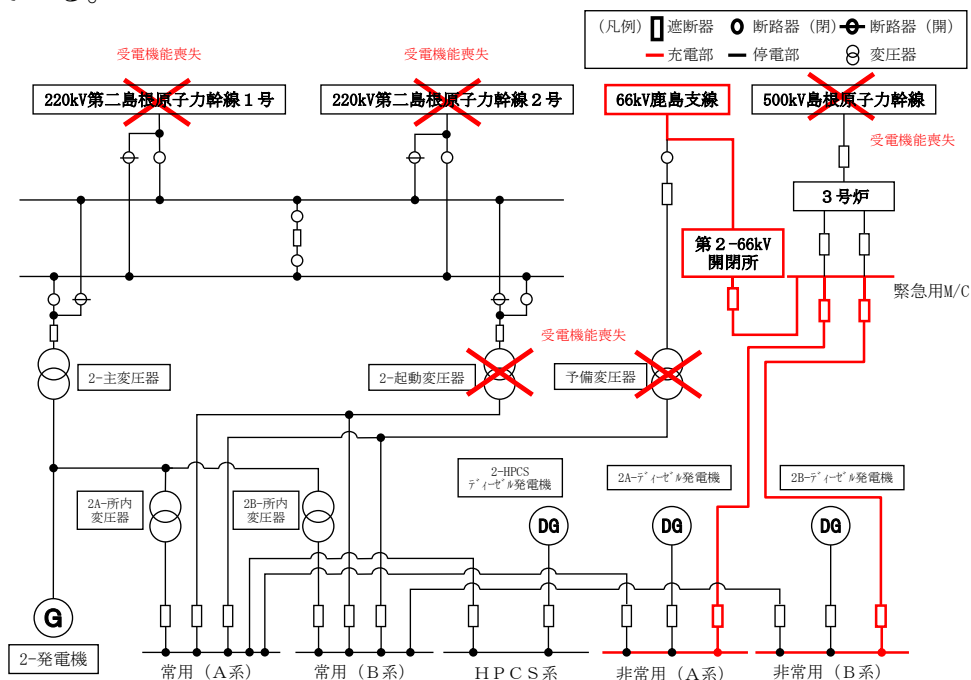 (凡例) 遮断器 断路器(閉) 断路器(開)
充電部 停電部 変圧器
受電機能喪失
受電機能喪失
220kV第二島根原子力幹線1号
220kV第二島根原子力幹線2号
66kV鹿島支線
500kV島根原子力幹線
受電機能喪失
3号炉
第2-66kV
開閉所
緊急用M/C
受電機能喪失
2-主変圧器
2-起動変圧器
予備変圧器
2A-所内
変圧器
2B-所内
変圧器
2-HPCS
ディーゼル発電機
2A-ディーゼル発電機
2B-ディーゼル発電機
DG
DG
DG
G
2-発電機
常用(A系)
常用(B系)
HPCS系
非常用(A系)
非常用(B系)